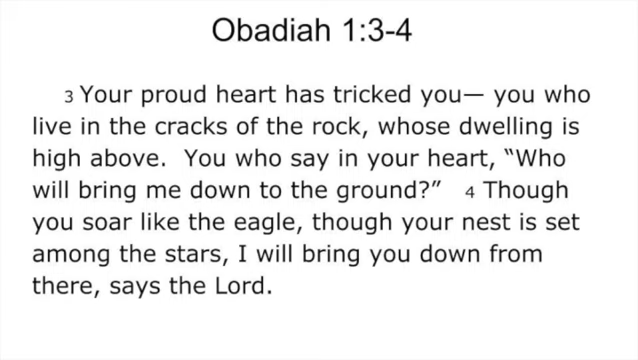 Obadiah 1:3-4
3 Your proud heart has tricked you— you who
live in the cracks of the rock, whose dwelling is
high above.  You who say in your heart, “Who
will bring me down to the ground?”   4 Though
you soar like the eagle, though your nest is set
among the stars, I will bring you down from
there, says the Lord.